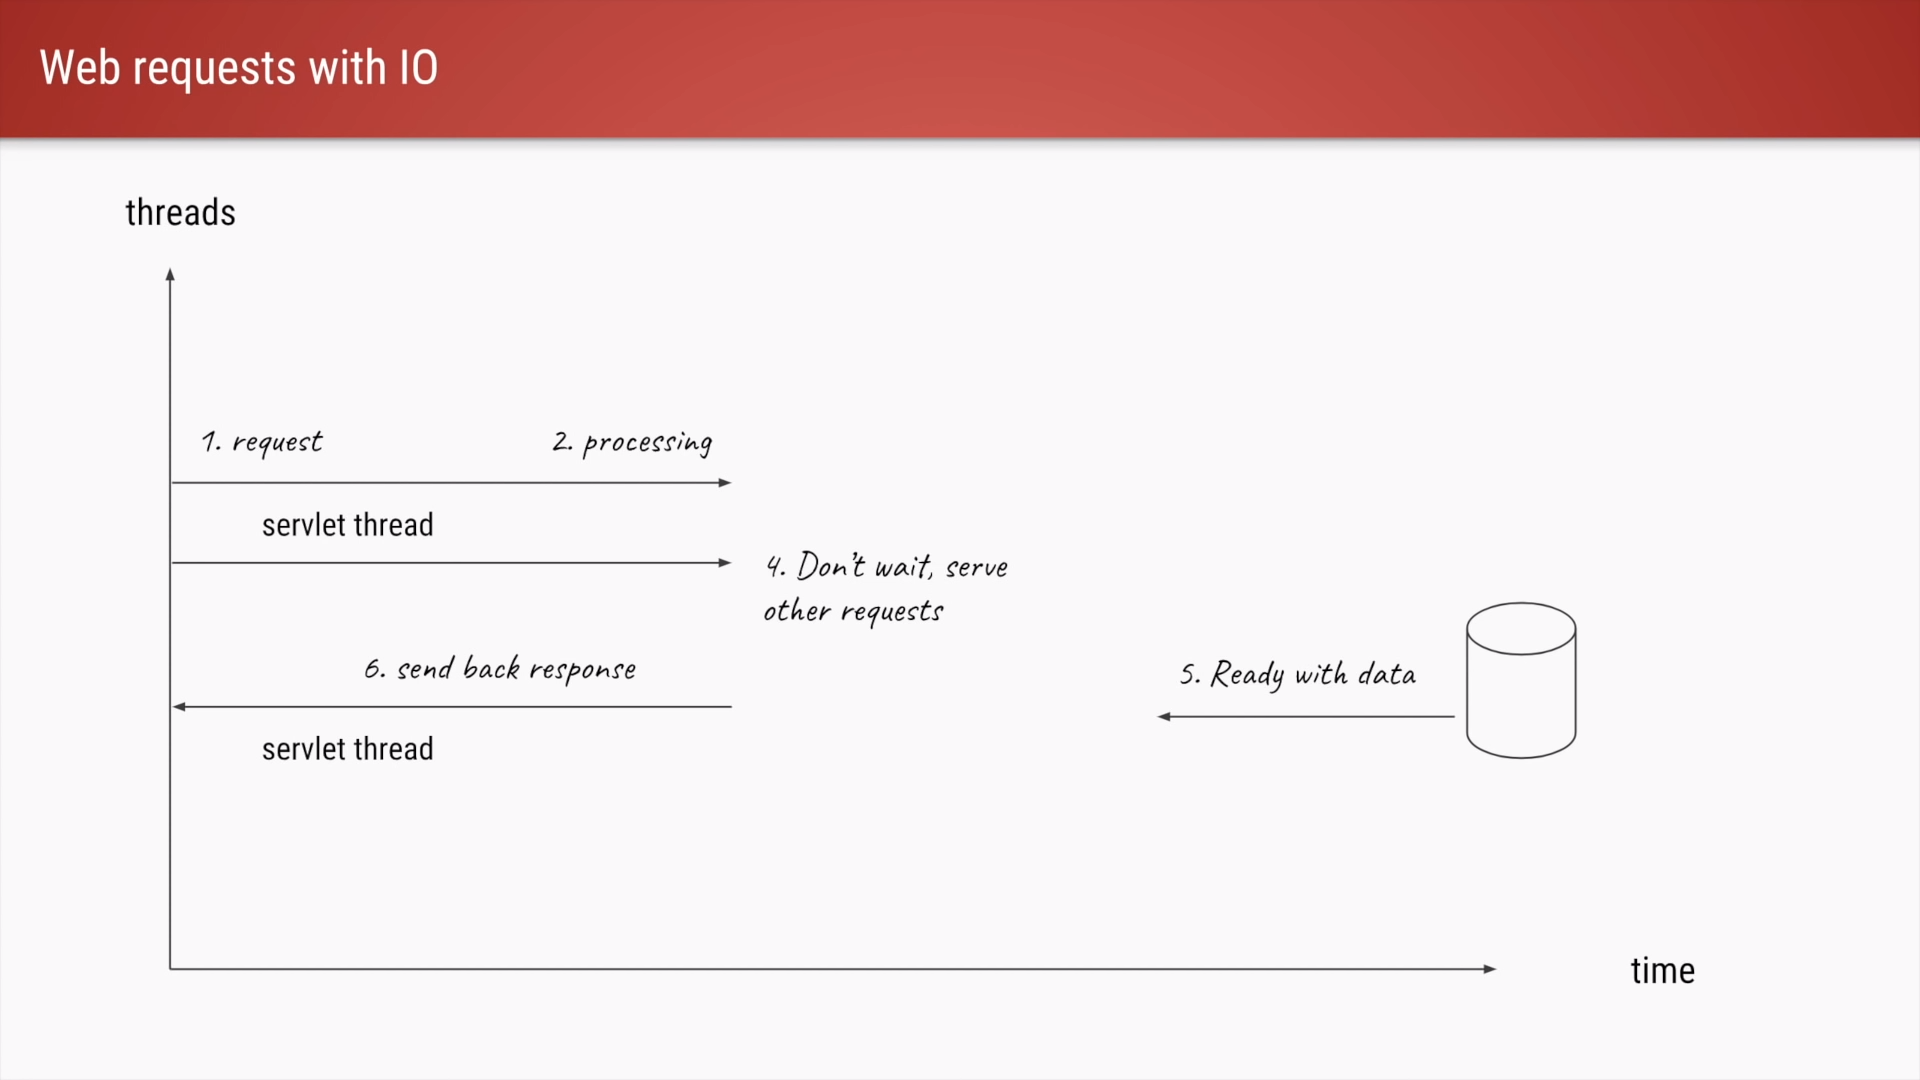 Web requests with IO
threads
1. request
2. processing
servlet thread
4. Don't wait, serve
other requests
6. send back response
5. Ready with data
servlet thread
time